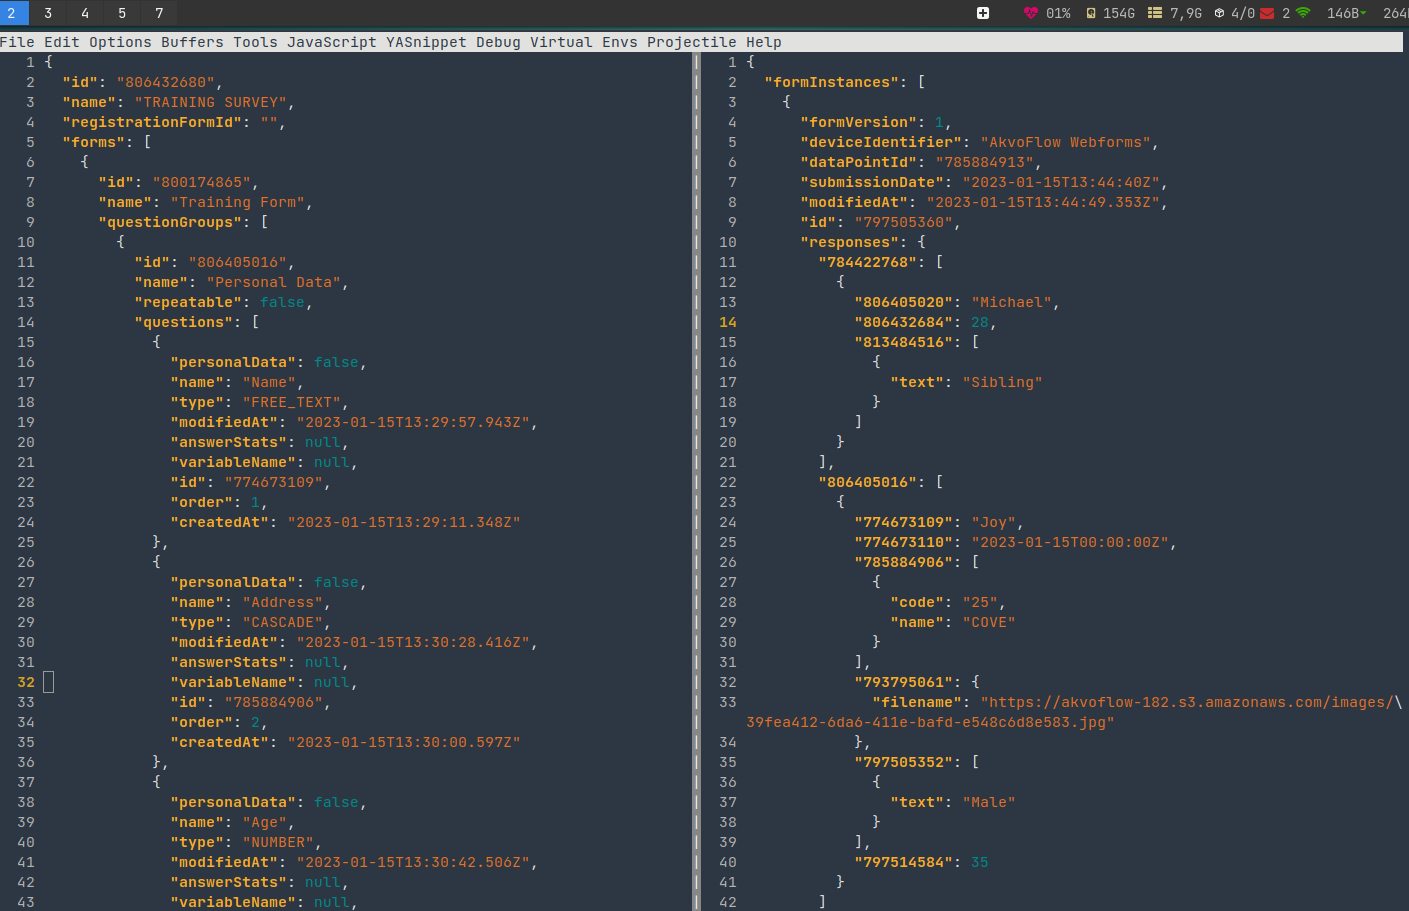 2 3 4 5 7 01% 154G 7,9G 4/0 2 146B 264
File Edit Options Buffers Tools JavaScript YASnippet Debug Virtual Envs Projectile Help
1 {
2 "id": "806432680",
3 "name": "TRAINING SURVEY",
4 "registrationFormId": "",
5 "forms": [
6 {
7 "id": "800174865",
8 "name": "Training Form",
9 "questionGroups": [
10 {
11 "id": "806405016",
12 "name": "Personal Data",
13 "repeatable": false,
14 "questions": [
15 {
16 "personalData": false,
17 "name": "Name",
18 "type": "FREE_TEXT",
19 "modifiedAt": "2023-01-15T13:29:57.943Z",
20 "answerStats": null,
21 "variableName": null,
22 "id": "774673109",
23 "order": 1,
24 "createdAt": "2023-01-15T13:29:11.348Z"
25 },
26 {
27 "personalData": false,
28 "name": "Address",
29 "type": "CASCADE",
30 "modifiedAt": "2023-01-15T13:30:28.416Z",
31 "answerStats": null,
32 "variableName": null,
33 "id": "785884906",
34 "order": 2,
35 "createdAt": "2023-01-15T13:30:00.597Z"
36 },
37 {
38 "personalData": false,
39 "name": "Age",
40 "type": "NUMBER",
41 "modifiedAt": "2023-01-15T13:30:42.506Z",
42 "answerStats": null,
43 "variableName": null,
1 {
2 "formInstances": [
3 {
4 "formVersion": 1,
5 "deviceIdentifier": "AkvoFlow Webforms",
6 "dataPointId": "785884913",
7 "submissionDate": "2023-01-15T13:44:40Z",
8 "modifiedAt": "2023-01-15T13:44:49.353Z",
9 "id": "797505360",
10 "responses": {
11 "784422768": [
12 {
13 "806405020": "Michael",
14 "806432684": 28,
15 "813484516": [
16 {
17 "text": "Sibling"
18 }
19 ]
20 }
21 ],
22 "806405016": [
23 {
24 "774673109": "Joy",
25 "774673110": "2023-01-15T00:00:00Z",
26 "785884906": [
27 {
28 "code": "25",
29 "name": "COVE"
30 }
31 ],
32 "793795061": {
33 "filename": "https://akvoflow-182.s3.amazonaws.com/images/\
39fea412-6da6-411e-bafd-e548c6d8e583.jpg"
34 },
35 "797505352": [
36 {
37 "text": "Male"
38 }
39 ],
40 "797514584": 35
41 }
42 ]